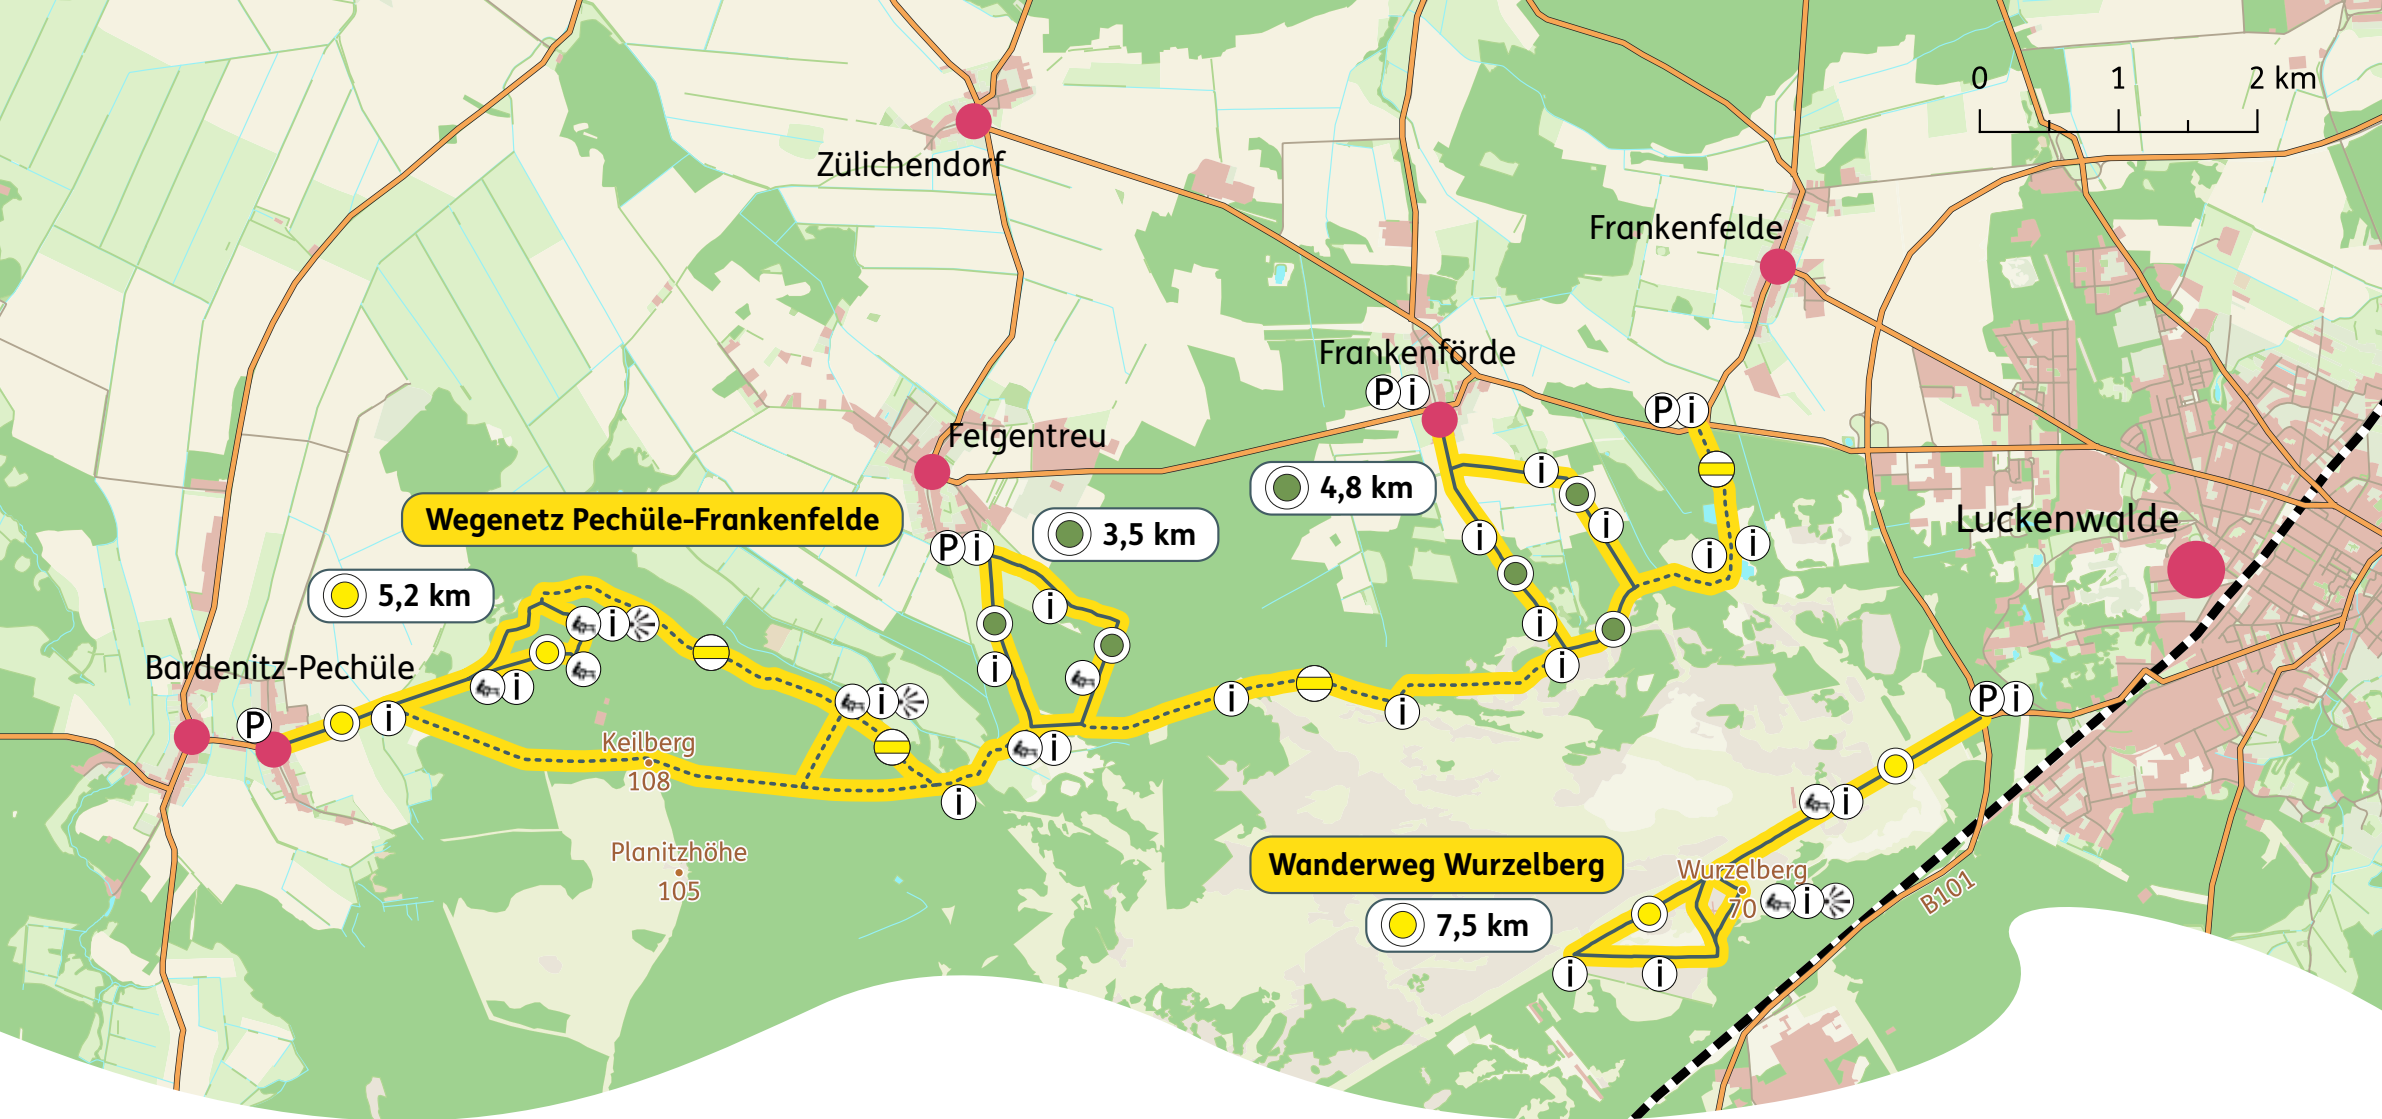 0 1 2 km
Zülichendorf
Frankenfelde
Frankenförde
P i
P i
Felgentreu
i
4,8 km
Wegenetz Pechüle-Frankenfelde
Luckenwalde
i
3,5 km
i
P i
i
i
5,2 km
i
i
i
Bardenitz-Pechüle
i
i
i
i
P i
i
i
i
P
Keilberg
108
i
i
i
Planitzhöhe
105
Wanderweg Wurzelberg
Wurzelberg
70
i
B101
7,5 km
i
i